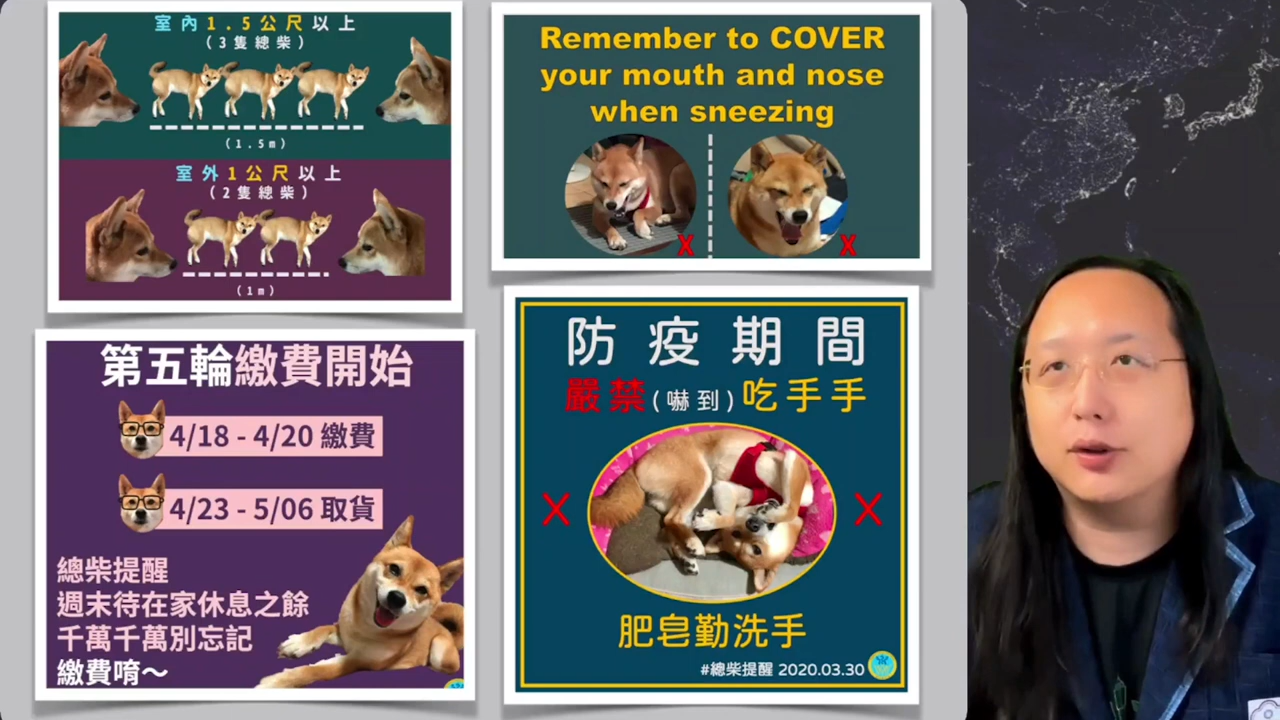 室內1.5公尺以上
(3隻總柴)
(1.5m)
室外1公尺以上
(2隻總柴)
(1m)
Remember to COVER
your mouth and nose
when sneezing
X
X
第五輪繳費開始
4/18 - 4/20 繳費
4/23 - 5/06 取貨
總柴提醒
週末待在家休息之餘
千萬千萬別忘記
繳費唷～
防疫期間
嚴禁(嚇到)吃手手
X
X
肥皂勤洗手
#總柴提醒 2020.03.30